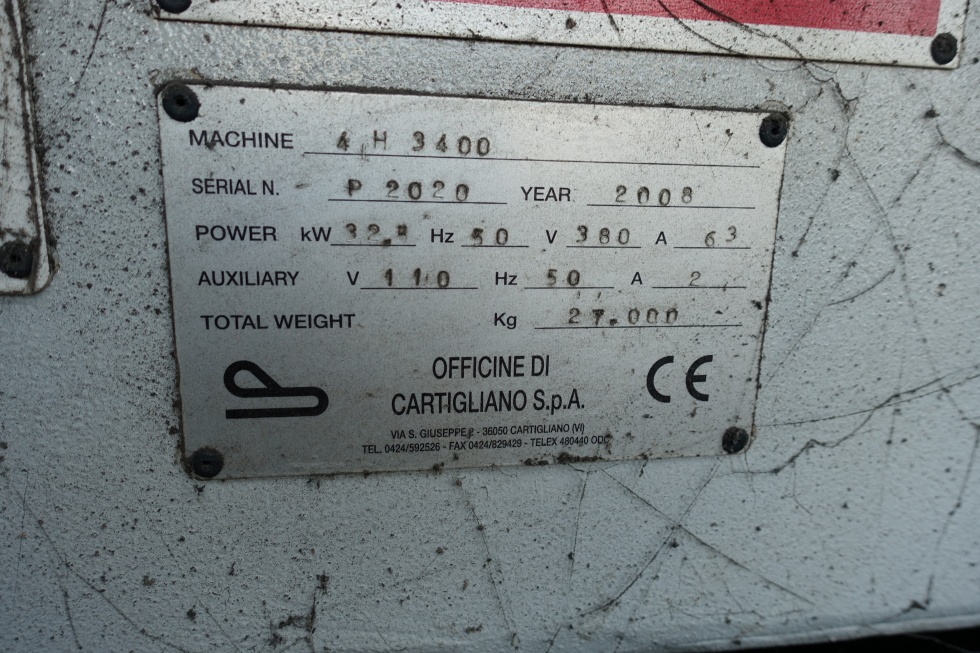 MACHINE 4 H 3400
SERIAL N. P 2020 YEAR 2008
POWER kW Hz 50 V 380 A 63
AUXILIARY V 110 Hz 50 A 2
TOTAL WEIGHT Kg 27.000
CE
OFFICINE DI
CARTIGLIANO S.p.A.
VIA S. GIUSEPPE, - 36050 CARTIGLIANO (VI)
TEL. 0424/592526 - FAX 0424/829429 - TELEX 480440 ODC